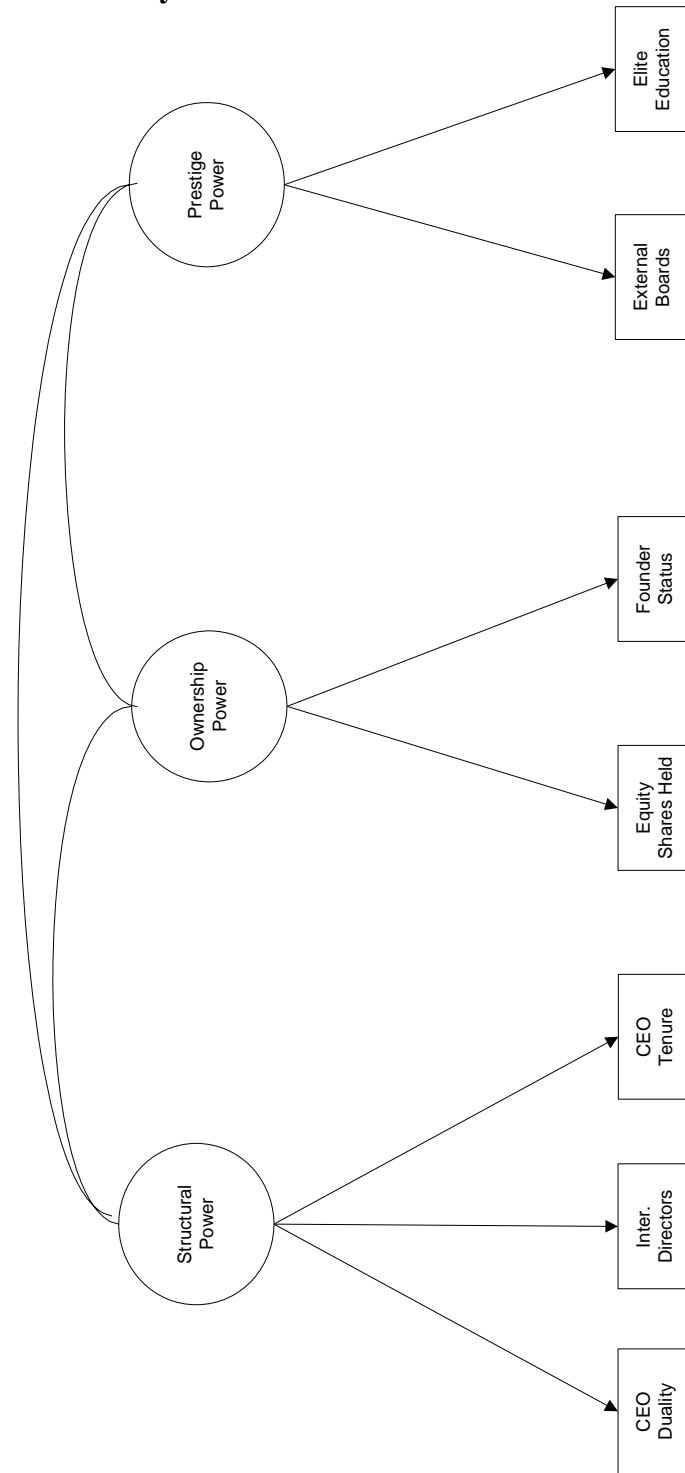 Structural
Power
Ownership
Power
Prestige
Power
CEO
Duality
Inter.
Directors
CEO
Tenure
Equity
Shares Held
Founder
Status
External
Boards
Elite
Education